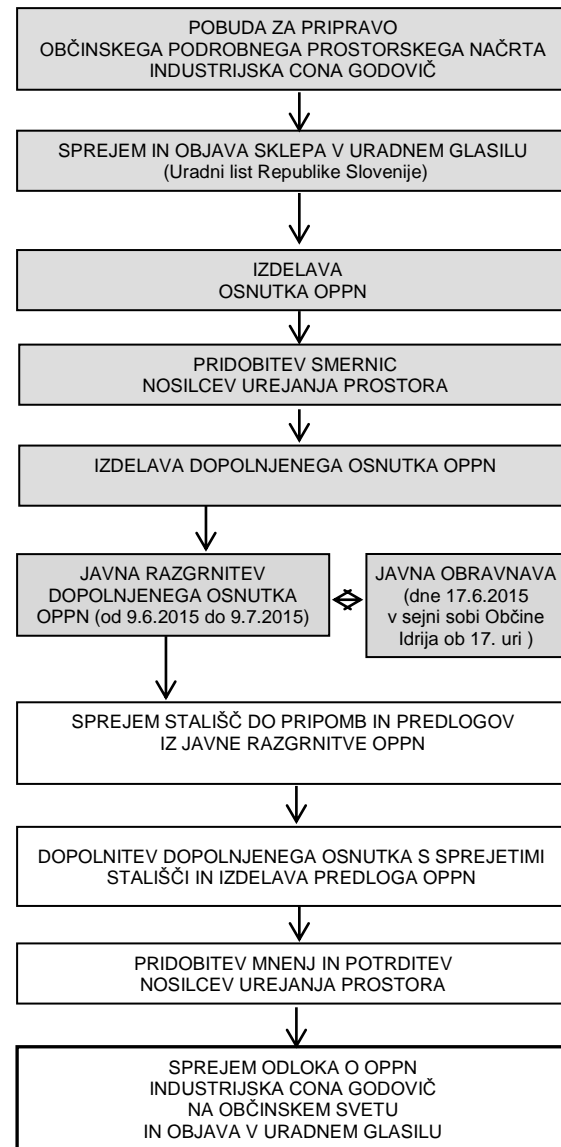 POBUDA ZA PRIPRAVO
OBČINSKEGA PODROBNEGA PROSTORSKEGA NAČRTA
INDUSTRIJSKA CONA GODOVIČ
SPREJEM IN OBJAVA SKLEPA V URADNEM GLASILU
(Uradni list Republike Slovenije)
IZDELAVA
OSNUTKA OPPN
PRIDOBITEV SMERNIC
NOSILCEV UREJANJA PROSTORA
IZDELAVA DOPOLNJENEGA OSNUTKA OPPN
JAVNA RAZGRNITEV
DOPOLNJENEGA OSNUTKA
OPPN (od 9.6.2015 do 9.7.2015)
JAVNA OBRAVNAVA
(dne 17.6.2015
v sejni sobi Občine
Idrija ob 17. uri )
SPREJEM STALIŠČ DO PRIPOMB IN PREDLOGOV
IZ JAVNE RAZGRNITVE OPPN
DOPOLNITEV DOPOLNJENEGA OSNUTKA S SPREJETIMI
STALIŠČI IN IZDELAVA PREDLOGA OPPN
PRIDOBITEV MNENJ IN POTRDITEV
NOSILCEV UREJANJA PROSTORA
SPREJEM ODLOKA O OPPN
INDUSTRIJSKA CONA GODOVIČ
NA OBČINSKEM SVETU
IN OBJAVA V URADNEM GLASILU